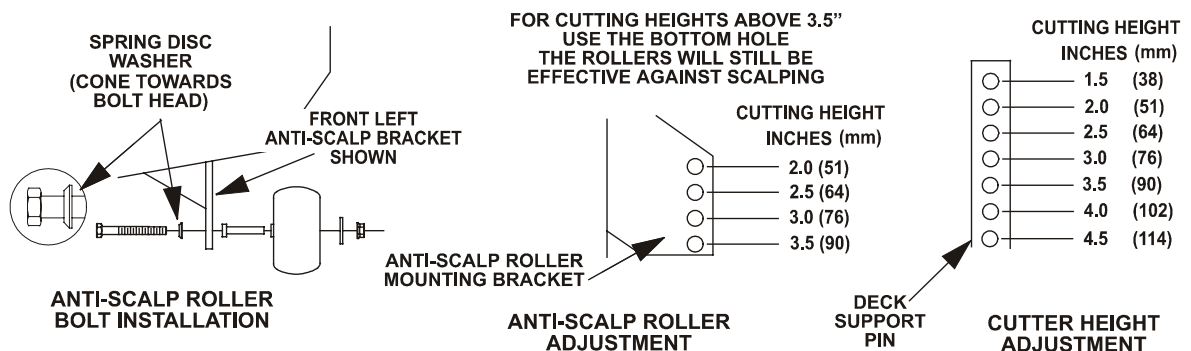 SPRING DISC
WASHER
(CONE TOWARDS
BOLT HEAD)
FRONT LEFT
ANTI-SCALP BRACKET
SHOWN
ANTI-SCALP ROLLER
BOLT INSTALLATION
FOR CUTTING HEIGHTS ABOVE 3.5”
USE THE BOTTOM HOLE
THE ROLLERS WILL STILL BE
EFFECTIVE AGAINST SCALPING
CUTTING HEIGHT
INCHES (mm)
2.0 (51)
2.5 (64)
3.0 (76)
3.5 (90)
ANTI-SCALP ROLLER
MOUNTING BRACKET
ANTI-SCALP ROLLER
ADJUSTMENT
CUTTING HEIGHT
INCHES (mm)
1.5 (38)
2.0 (51)
2.5 (64)
3.0 (76)
3.5 (90)
4.0 (102)
4.5 (114)
DECK
SUPPORT
PIN
CUTTER HEIGHT
ADJUSTMENT